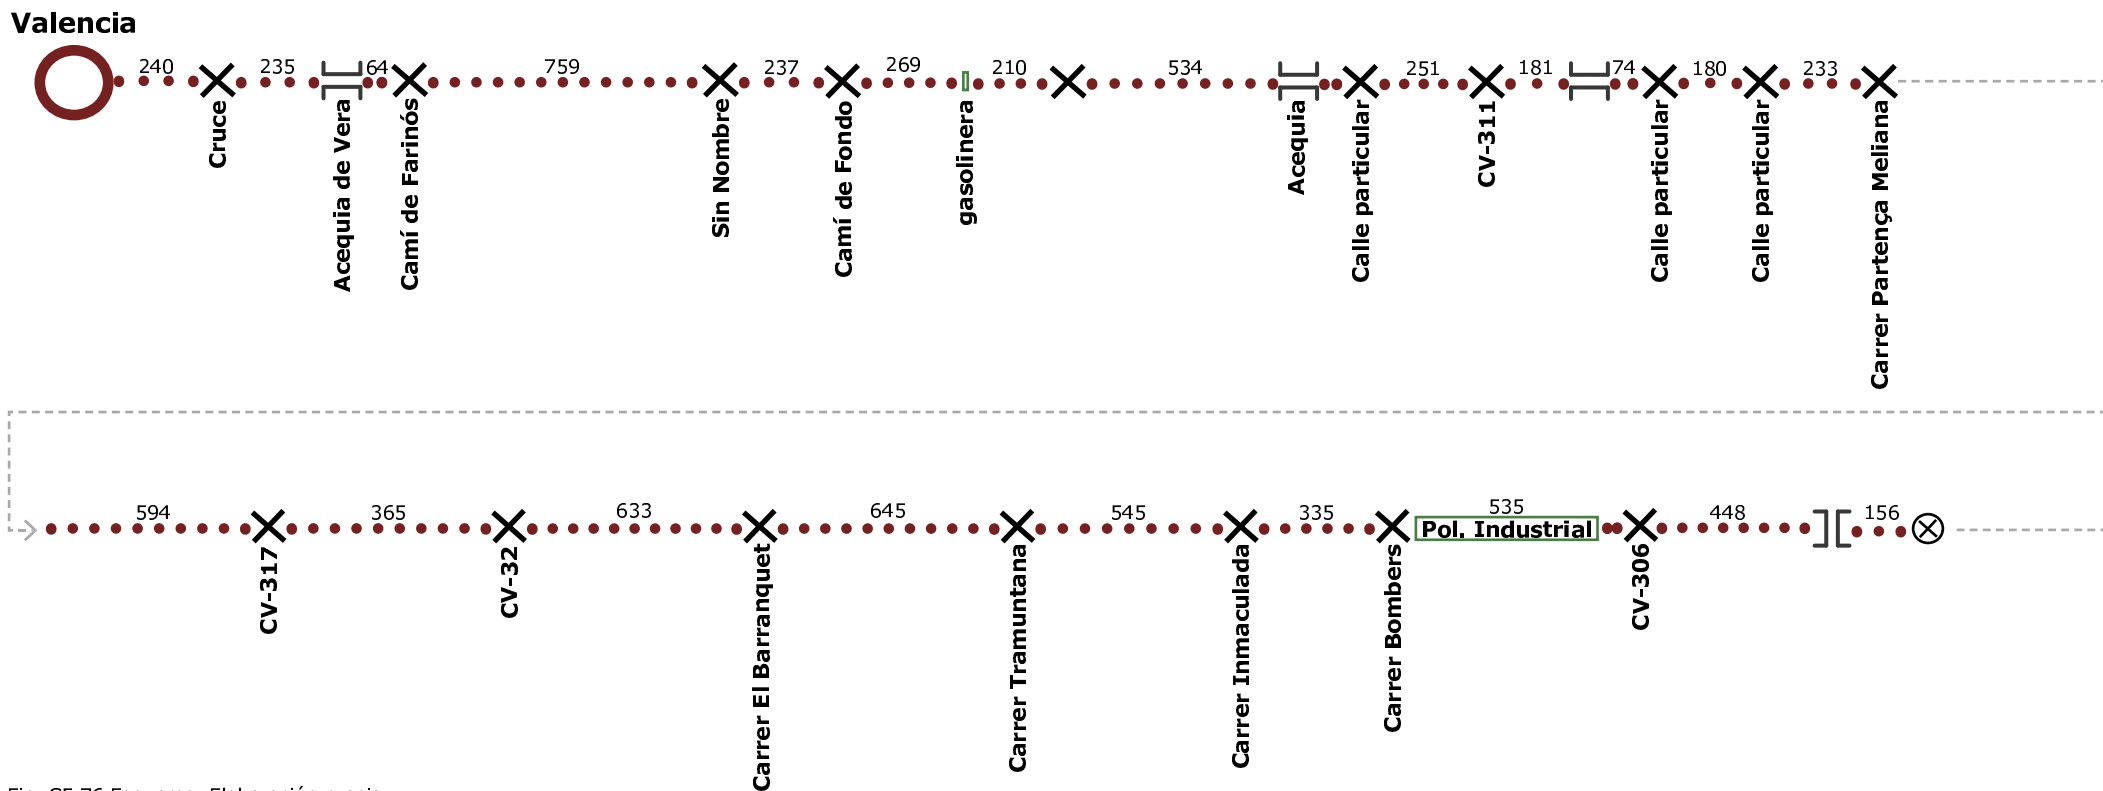 Valencia
240 235 64 759 237 269 210 534 251 181 74 180 233
Cruce
Acequia de Vera
Camí de Farinós
Sin Nombre
Camí de Fondo
gasolinera
Acequia
Calle particular
CV-311
Calle particular
Calle particular
Carrer Partença Meliana
594 365 633 645 545 335 535 448 156
Pol. Industrial
CV-317
CV-32
Carrer El Barranquet
Carrer Tramuntana
Carrer Inmaculada
Carrer Bombers
CV-306